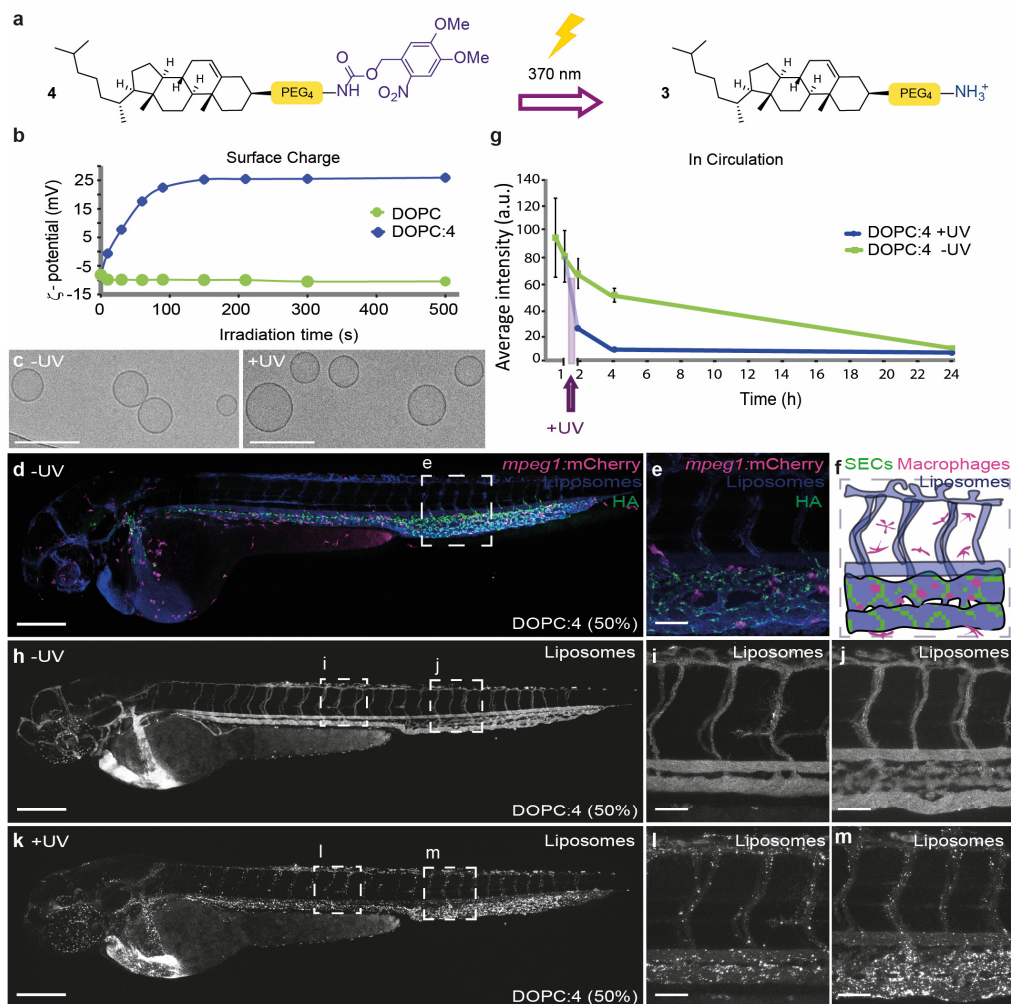 a
4
PEG4
NH
O
O
O2N
OMe
OMe
370 nm
3
PEG4
NH3+
H
H
H
H
H
H
b
Surface Charge
ζ- potential (mV)
25
15
5
-5
-15
DOPC
DOPC:4
0 100 200 300 400 500
Irradiation time (s)
g
In Circulation
Average intensity (a.u.)
140
120
100
80
60
40
20
0
DOPC:4 +UV
DOPC:4 -UV
1 2 4 6 8 10 12 14 16 18 20 22 24
Time (h)
+UV
c -UV
+UV
d -UV
e
mpeg1:mCherry
Liposomes
HA
DOPC:4 (50%)
e mpeg1:mCherry
Liposomes
HA
f SECs Macrophages
Liposomes
h -UV
i
j
Liposomes
DOPC:4 (50%)
i Liposomes
j Liposomes
k +UV
l
m
Liposomes
DOPC:4 (50%)
l Liposomes
m Liposomes